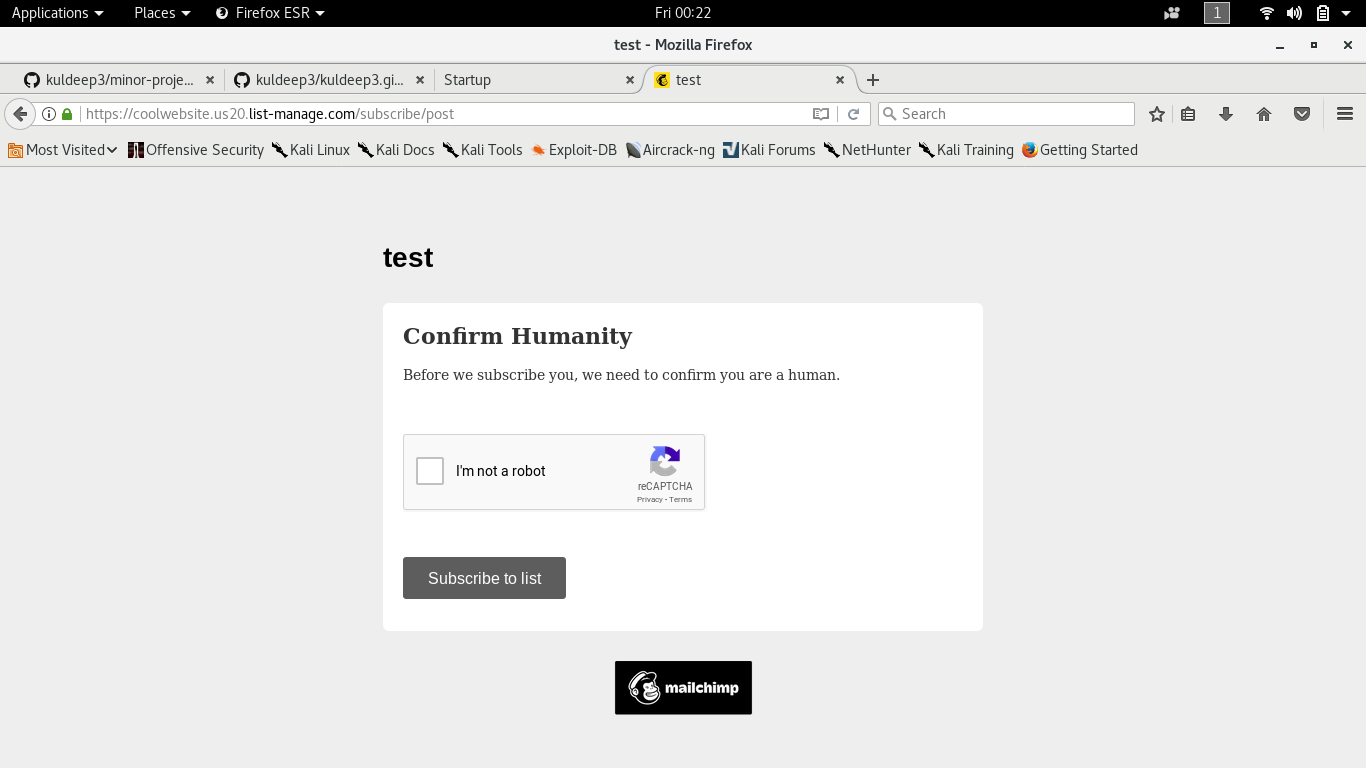 Applications Places Firefox ESR Fri 00:22 1
test - Mozilla Firefox
kuldeep3/minor-proje... kuldeep3/kuldeep3.gi... Startup test
https://coolwebsite.us20.list-manage.com/subscribe/post Search
Most Visited Offensive Security Kali Linux Kali Docs Kali Tools Exploit-DB Aircrack-ng Kali Forums NetHunter Kali Training Getting Started
test
Confirm Humanity
Before we subscribe you, we need to confirm you are a human.
I'm not a robot
reCAPTCHA
Privacy - Terms
Subscribe to list
mailchimp